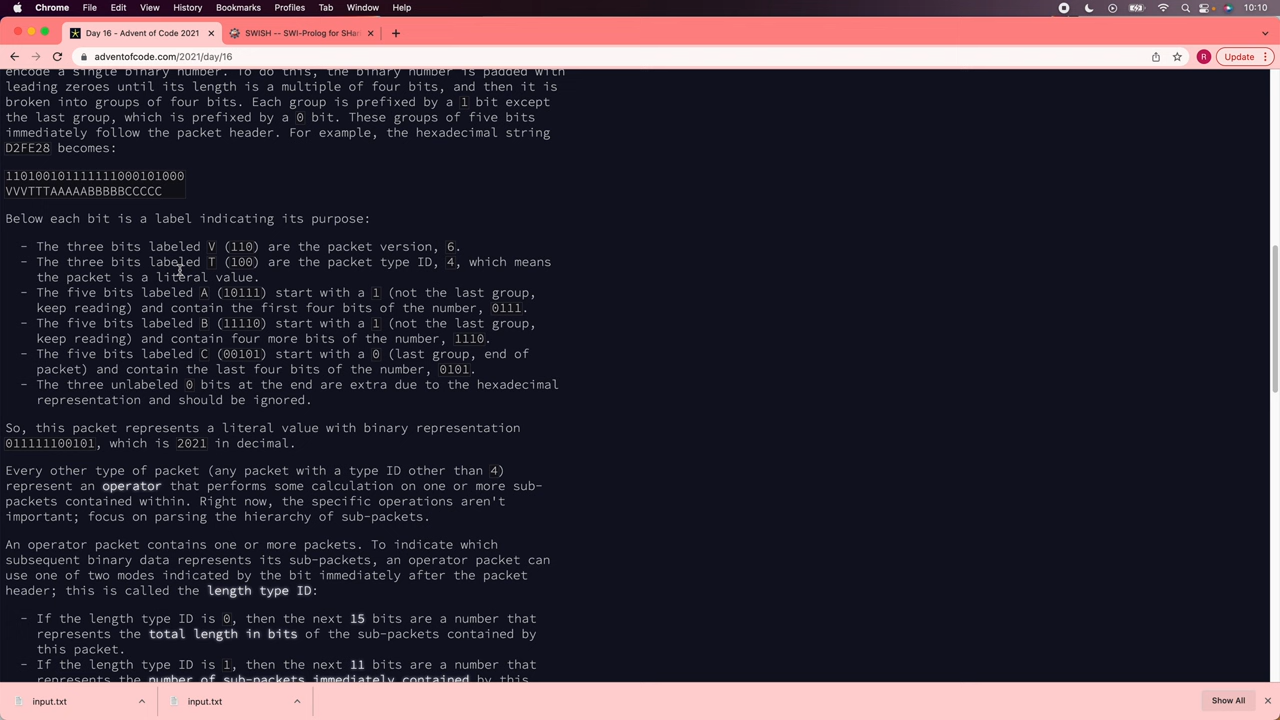 Chrome File Edit View History Bookmarks Profiles Tab Window Help 10:10
Day 16 - Advent of Code 2021 SWISH -- SWI-Prolog for SHar
adventofcode.com/2021/day/16 R Update
encode a single binary number. To do this, the binary number is padded with
leading zeroes until its length is a multiple of four bits, and then it is
broken into groups of four bits. Each group is prefixed by a 1 bit except
the last group, which is prefixed by a 0 bit. These groups of five bits
immediately follow the packet header. For example, the hexadecimal string
D2FE28 becomes:
110100101111111000101000
VVVTTTAAAAABBBBBCCCCC
Below each bit is a label indicating its purpose:
- The three bits labeled V (110) are the packet version, 6.
- The three bits labeled T (100) are the packet type ID, 4, which means
the packet is a literal value.
- The five bits labeled A (10111) start with a 1 (not the last group,
keep reading) and contain the first four bits of the number, 0111.
- The five bits labeled B (11110) start with a 1 (not the last group,
keep reading) and contain four more bits of the number, 1110.
- The five bits labeled C (00101) start with a 0 (last group, end of
packet) and contain the last four bits of the number, 0101.
- The three unlabeled 0 bits at the end are extra due to the hexadecimal
representation and should be ignored.
So, this packet represents a literal value with binary representation
011111100101, which is 2021 in decimal.
Every other type of packet (any packet with a type ID other than 4)
represent an operator that performs some calculation on one or more sub-
packets contained within. Right now, the specific operations aren't
important; focus on parsing the hierarchy of sub-packets.
An operator packet contains one or more packets. To indicate which
subsequent binary data represents its sub-packets, an operator packet can
use one of two modes indicated by the bit immediately after the packet
header; this is called the length type ID:
- If the length type ID is 0, then the next 15 bits are a number that
represents the total length in bits of the sub-packets contained by
this packet.
- If the length type ID is 1, then the next 11 bits are a number that
represents the number of sub-packets immediately contained by this
input.txt input.txt Show All